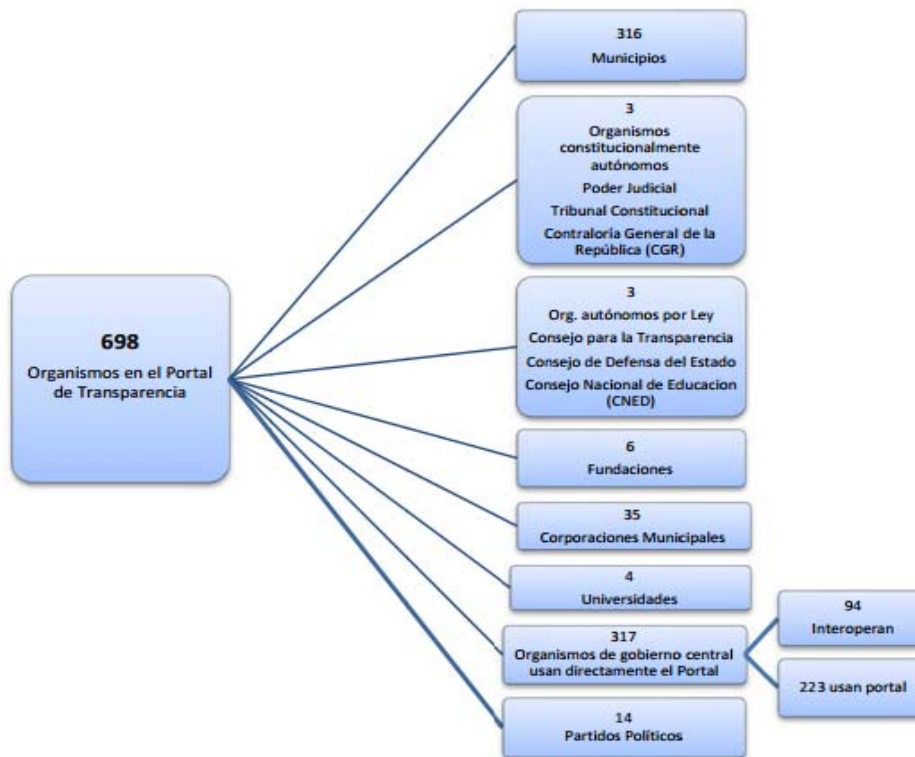 698
Organismos en el Portal
de Transparencia
316
Municipios
3
Organismos
constitucionalmente
autónomos
Poder Judicial
Tribunal Constitucional
Contraloría General de la
República (CGR)
3
Org. autónomos por Ley
Consejo para la Transparencia
Consejo de Defensa del Estado
Consejo Nacional de Educacion
(CNED)
6
Fundaciones
35
Corporaciones Municipales
4
Universidades
317
Organismos de gobierno central
usan directamente el Portal
94
Interoperan
223 usan portal
14
Partidos Políticos